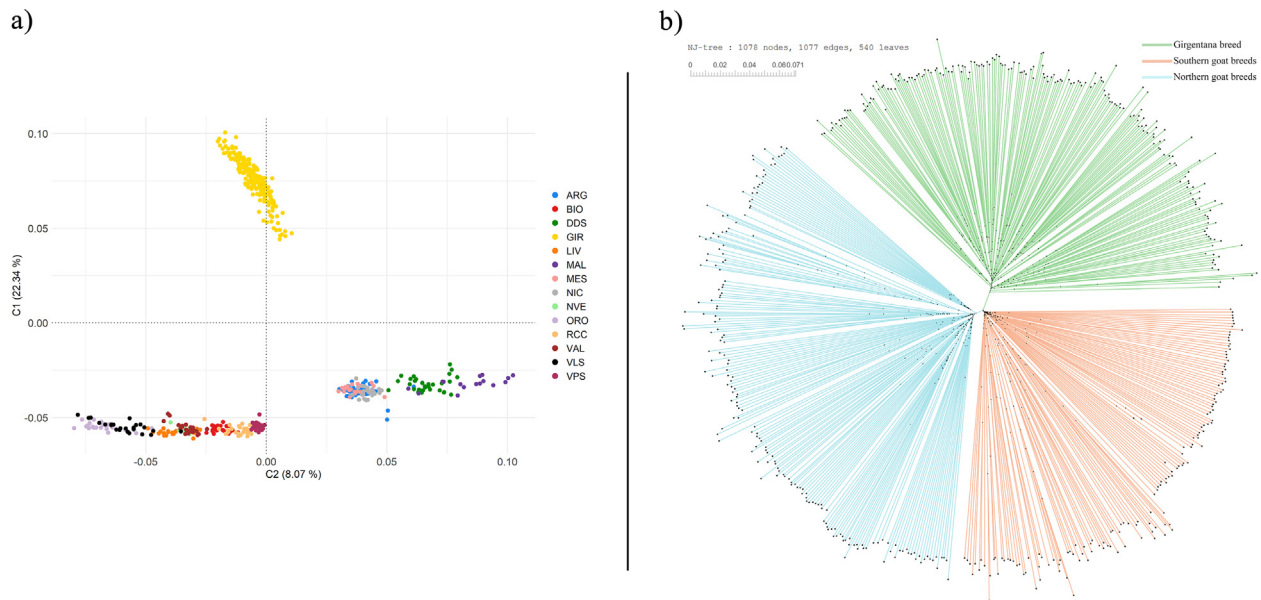 a)
C1 (22.34 %)
0.10
0.05
0.00
-0.05
-0.05
0.00
0.05
0.10
C2 (8.07 %)
ARG
BIO
DDS
GIR
LIV
MAL
MES
NIC
NVE
ORO
RCC
VAL
VLS
VPS
b)
NJ-tree : 1078 nodes, 1077 edges, 540 leaves
0 0.02 0.04 0.060.071
Girgentana breed
Southern goat breeds
Northern goat breeds